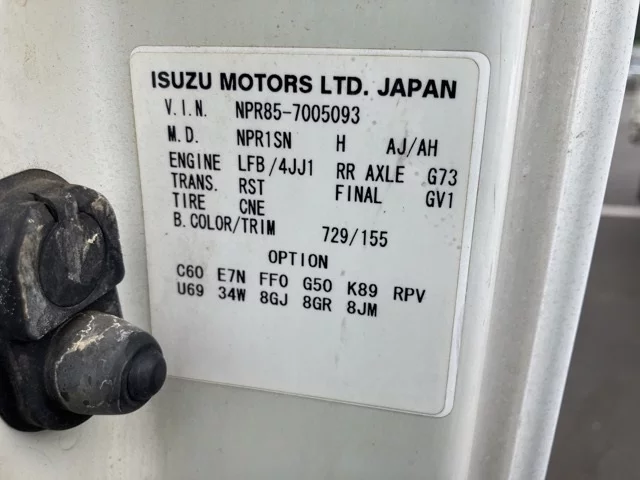 ISUZU MOTORS LTD. JAPAN
V.I.N. NPR85-7005093
M.D. NPR1SN H AJ/AH
ENGINE LFB/4JJ1 RR AXLE G73
TRANS. RST FINAL GV1
TIRE CNE
B.COLOR/TRIM 729/155
OPTION
C60 E7N FF0 G50 K89 RPV
U69 34W 8GJ 8GR 8JM